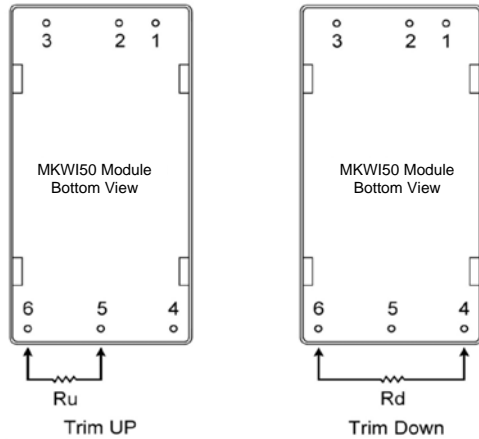 3 2 1
MKWI50 Module
Bottom View
6 5 4
Ru
Trim UP
3 2 1
MKWI50 Module
Bottom View
6 5 4
Rd
Trim Down